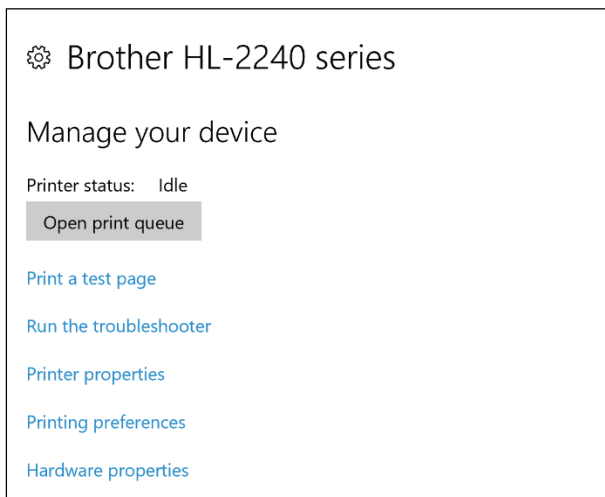 Brother HL-2240 series
Manage your device
Printer status: Idle
Open print queue
Print a test page
Run the troubleshooter
Printer properties
Printing preferences
Hardware properties